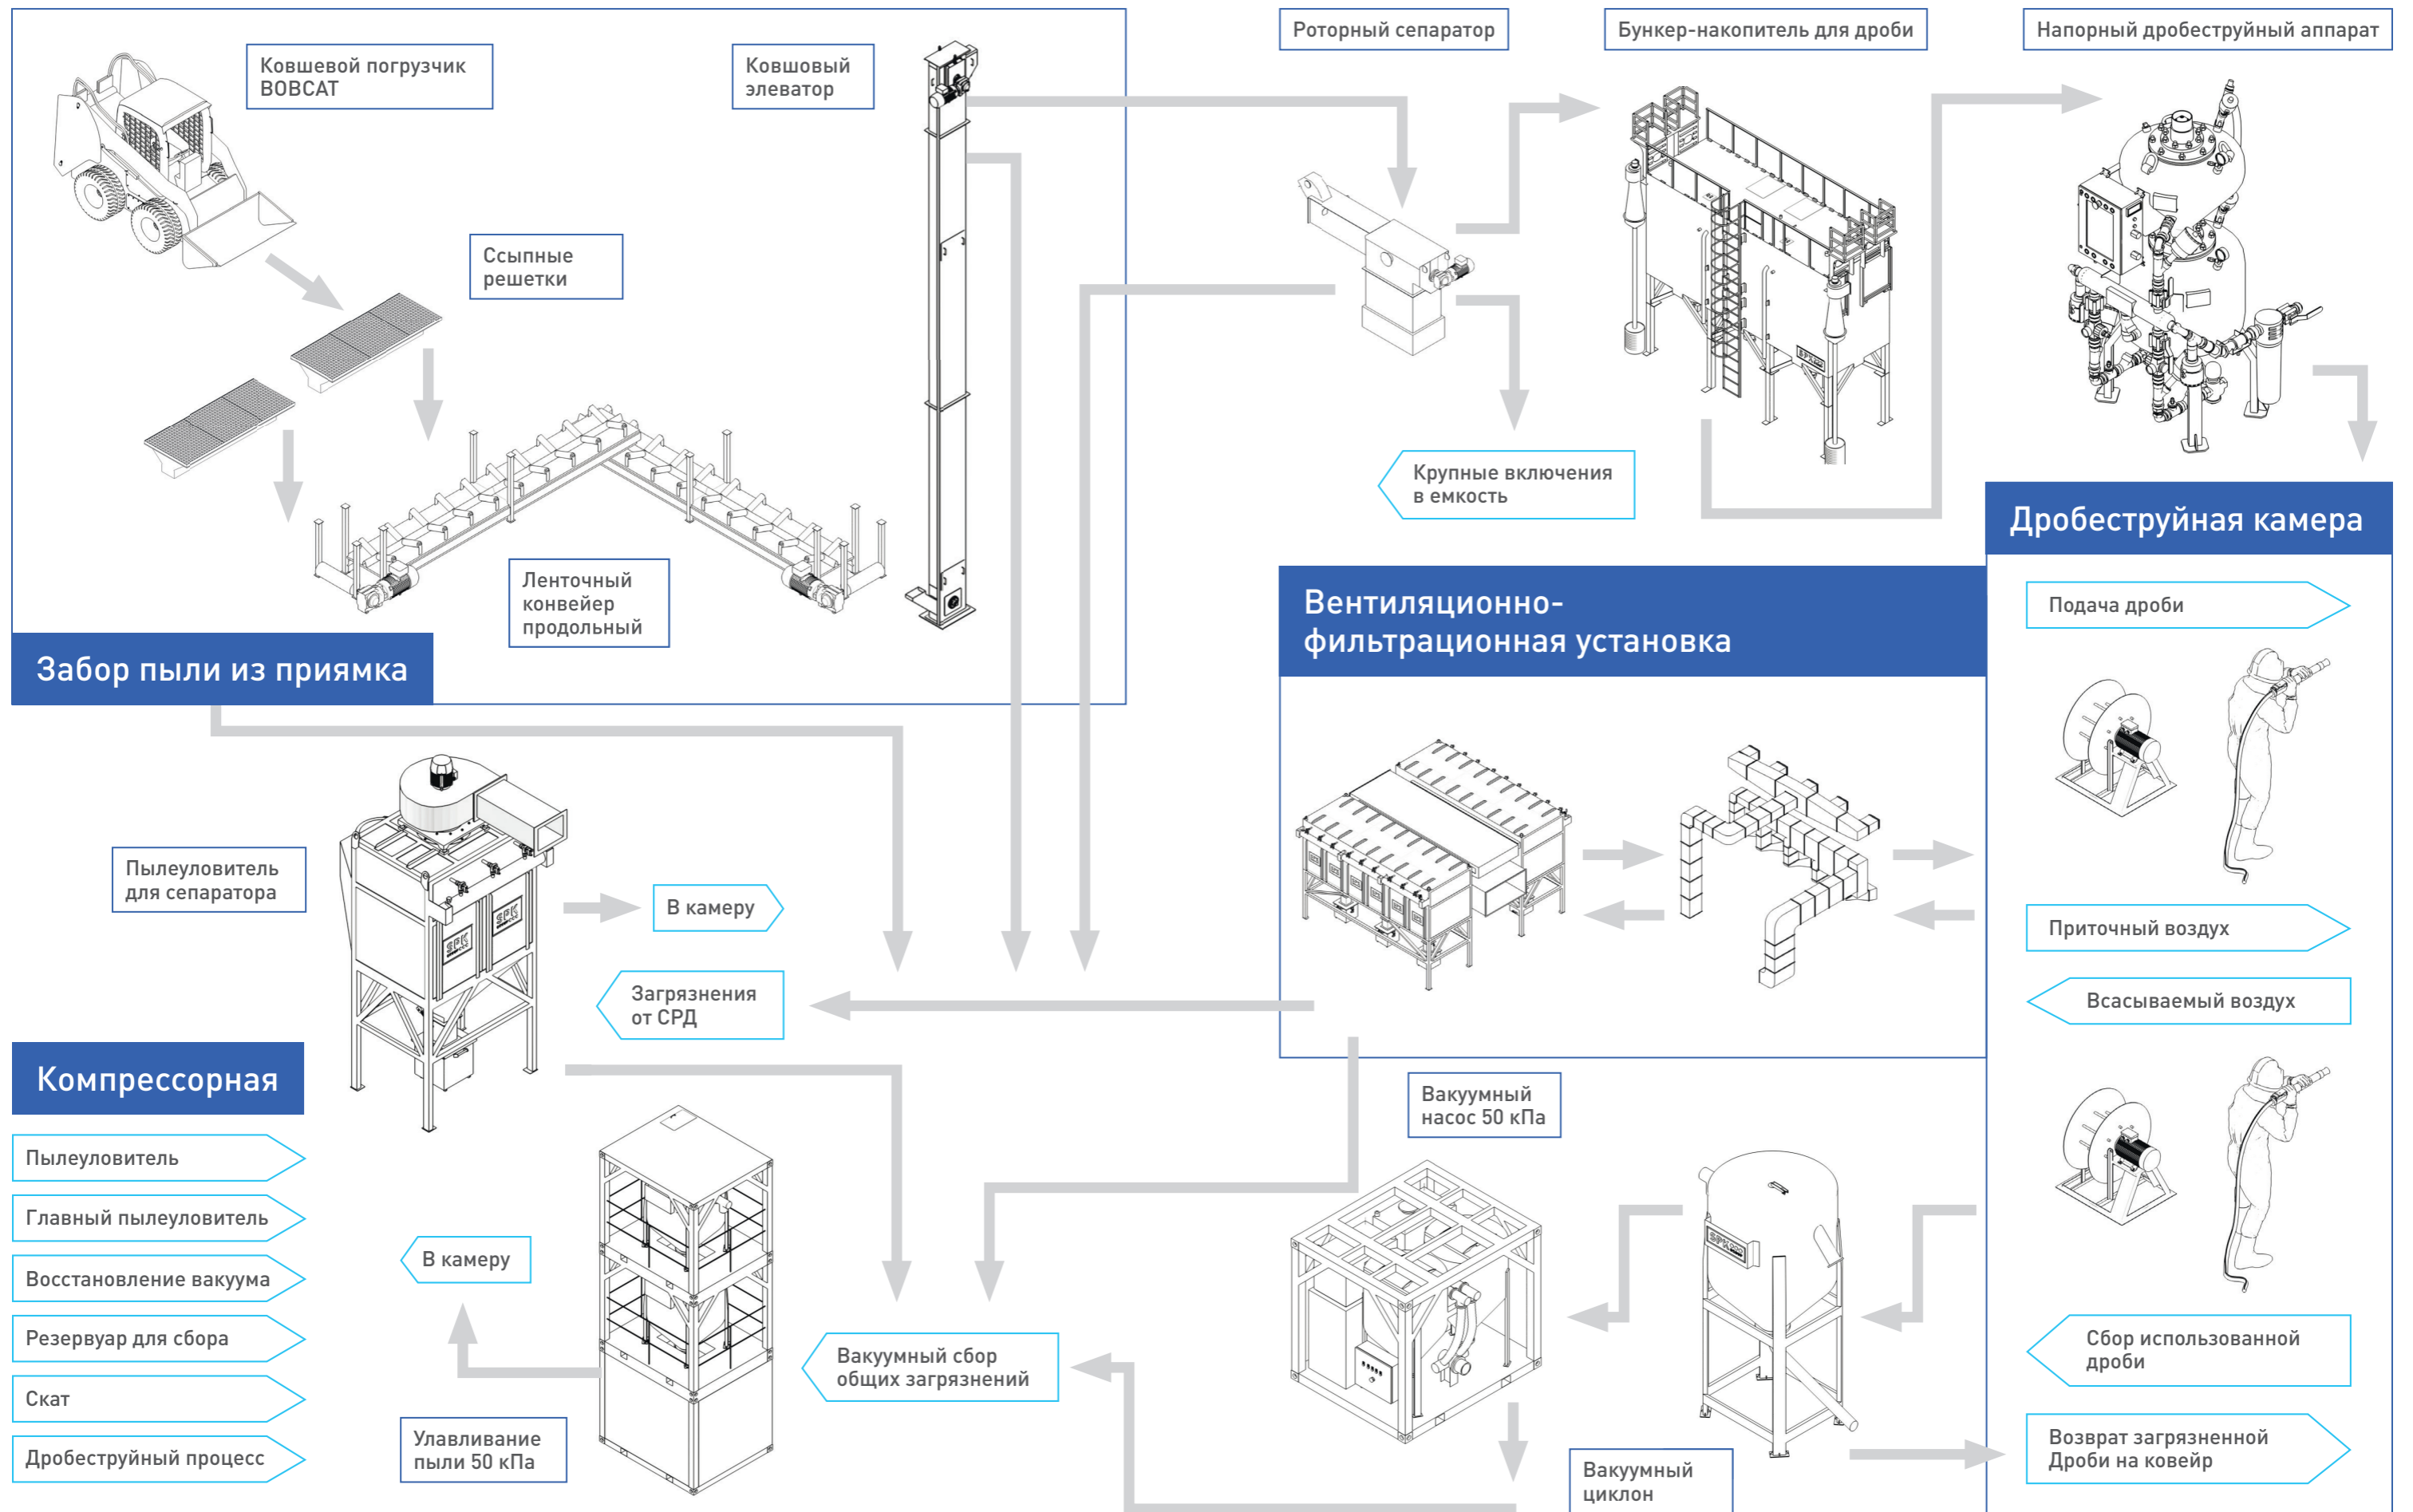 Ковшевой погрузчик
BOBCAT
Ковшовый
элеватор
Роторный сепаратор
Бункер-накопитель для дроби
Напорный дробеструйный аппарат
Ссыпные
решетки
Ленточный
конвейер
продольный
Забор пыли из приямка
Крупные включения
в емкость
SPK
Дробеструйная камера
Вентиляционно-
фильтрационная установка
Подача дроби
Пылеуловитель
для сепаратора
SPK
SPK
В камеру
Загрязнения
от СРД
Приточный воздух
Всасываемый воздух
Компрессорная
Пылеуловитель
Главный пылеуловитель
Восстановление вакуума
Резервуар для сбора
Скат
Дробеструйный процесс
В камеру
Улавливание
пыли 50 кПа
Вакуумный сбор
общих загрязнений
Вакуумный
насос 50 кПа
SPK
Вакуумный
циклон
Сбор использованной
дроби
Возврат загрязненной
Дроби на ковейр